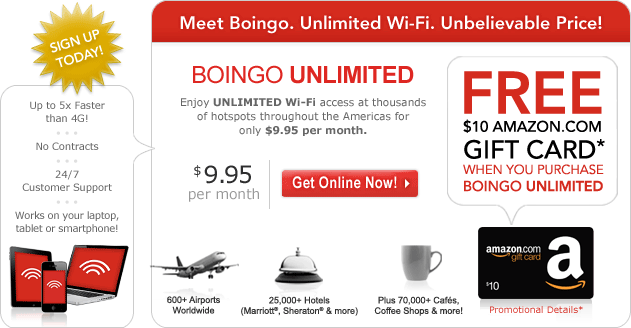 Meet Boingo. Unlimited Wi-Fi. Unbelievable Price!
SIGN UP
TODAY!
Up to 5x Faster
than 4G!
No Contracts
24/7
Customer Support
Works on your laptop,
tablet or smartphone!
BOINGO UNLIMITED
Enjoy UNLIMITED Wi-Fi access at thousands
of hotspots throughout the Americas for
only $9.95 per month.
$9.95
per month
Get Online Now!
600+ Airports
Worldwide
25,000+ Hotels
(Marriott®, Sheraton® & more)
Plus 70,000+ Cafés,
Coffee Shops & more!
FREE
$10 AMAZON.COM
GIFT CARD*
WHEN YOU PURCHASE
BOINGO UNLIMITED
amazon.com
gift card
a
$10
Promotional Details*